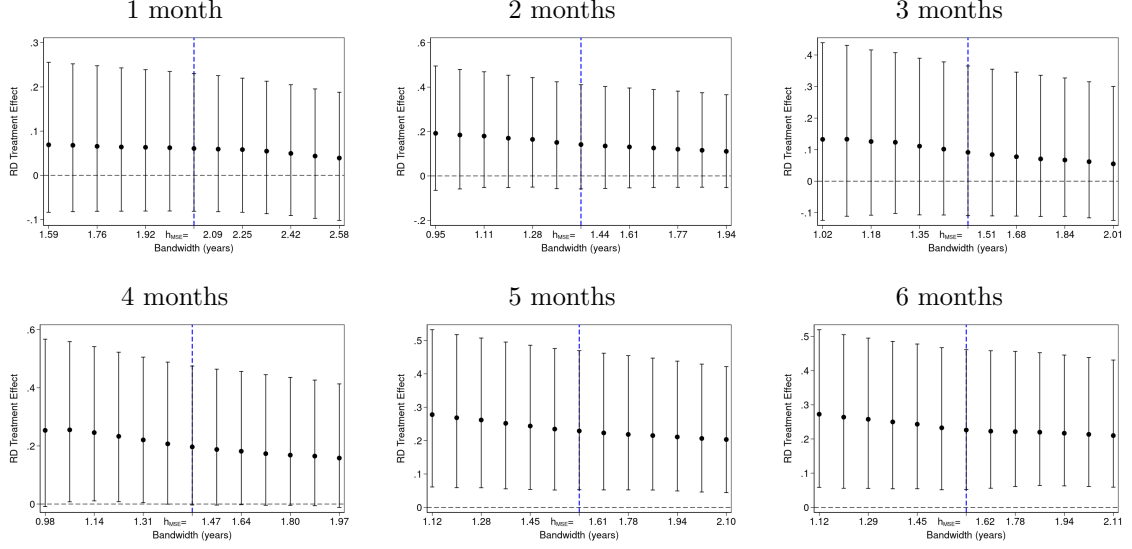 1 month
2 months
3 months
.3
.2
.1
0
-.1
RD Treatment Effect
1.59 1.76 1.92 hMSE= 2.09 2.25 2.42 2.58
Bandwidth (years)
.6
.4
.2
0
-.2
RD Treatment Effect
0.95 1.11 1.28 hMSE= 1.44 1.61 1.77 1.94
Bandwidth (years)
.4
.3
.2
.1
0
-.1
RD Treatment Effect
1.02 1.18 1.35 hMSE= 1.51 1.68 1.84 2.01
Bandwidth (years)
4 months
5 months
6 months
.6
.4
.2
0
RD Treatment Effect
0.98 1.14 1.31 hMSE= 1.47 1.64 1.80 1.97
Bandwidth (years)
.5
.4
.3
.2
.1
0
RD Treatment Effect
1.12 1.28 1.45 hMSE= 1.61 1.78 1.94 2.10
Bandwidth (years)
.5
.4
.3
.2
.1
0
RD Treatment Effect
1.12 1.29 1.45 hMSE= 1.62 1.78 1.94 2.11
Bandwidth (years)